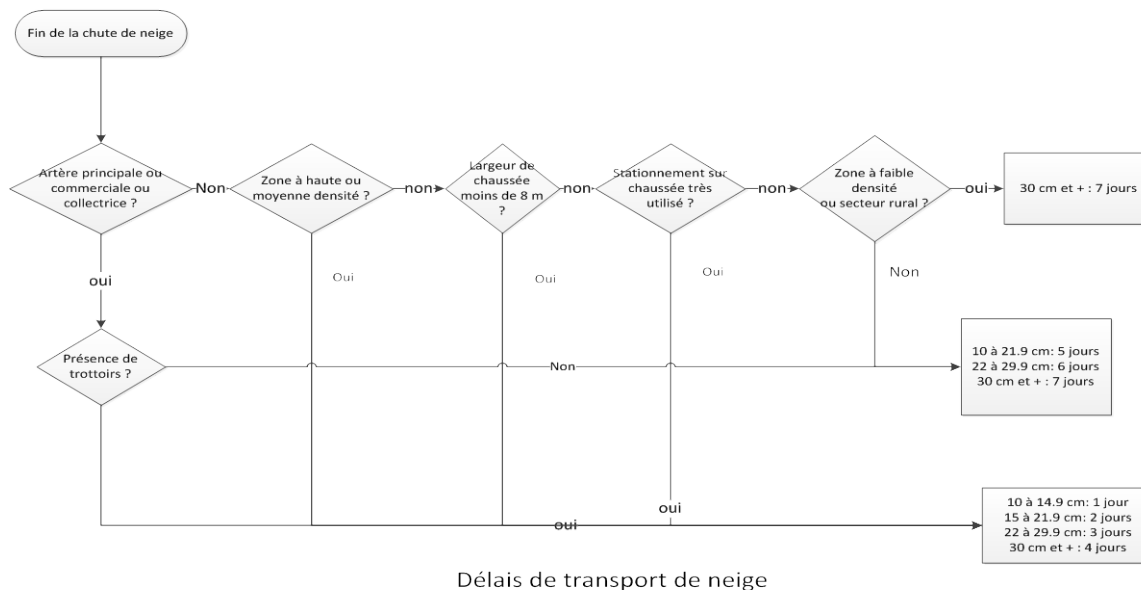 Fin de la chute de neige
Artère principale ou
commerciale ou
collectrice ?
Non
Zone à haute ou
moyenne densité ?
non
Largeur de
chaussée
moins de 8 m
?
non
Stationnement sur
chaussée très
utilisé ?
non
Zone à faible
densité
ou secteur rural ?
oui
30 cm et + : 7 jours
oui
Oui
Oui
Oui
Non
Présence de
trottoirs ?
Non
10 à 21.9 cm: 5 jours
22 à 29.9 cm: 6 jours
30 cm et + : 7 jours
oui
oui
10 à 14.9 cm: 1 jour
15 à 21.9 cm: 2 jours
22 à 29.9 cm: 3 jours
30 cm et + : 4 jours
Délais de transport de neige